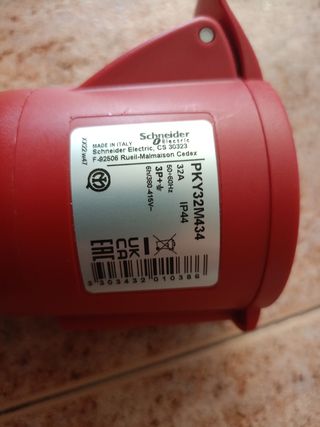 Schneider
Electric
MADE IN ITALY
Schneider Electric, CS 30323
F-92506 Rueil-Malmaison Cedex
PKY32M434
32A
IP44
50-60Hz
3P+
6h/380-415V~
UK
CA
EAC
3 303432 010386